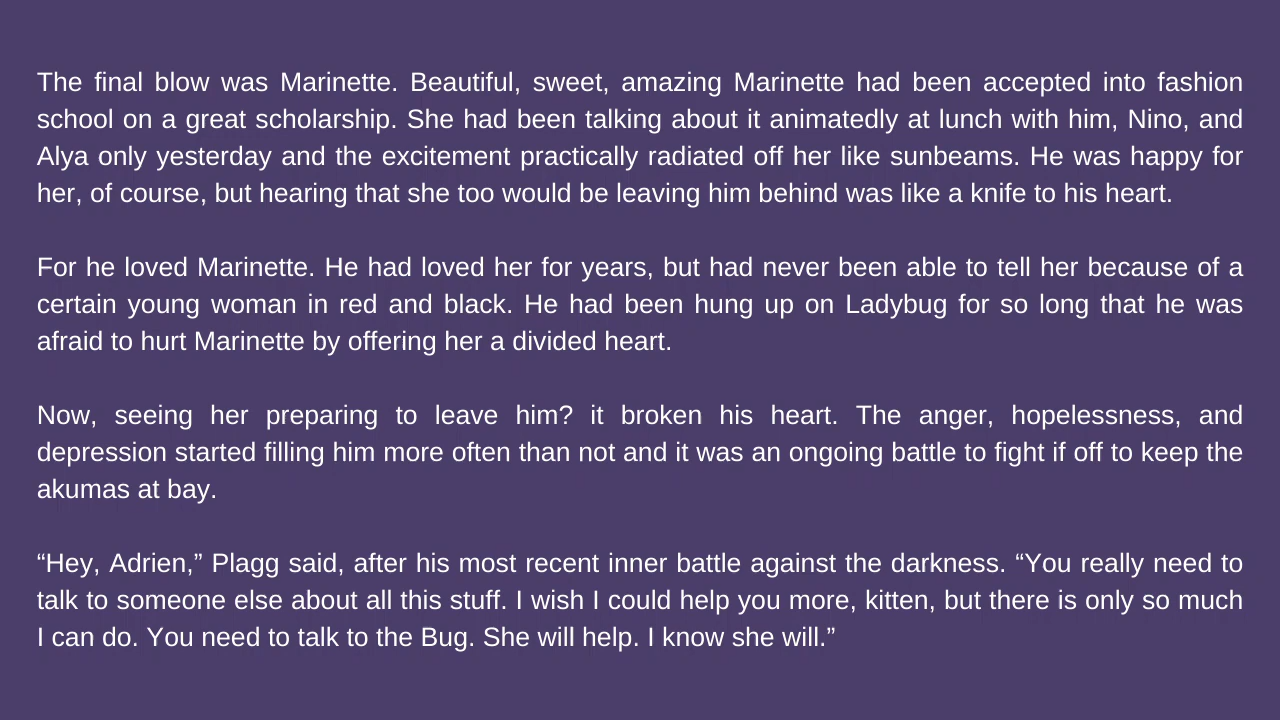 The final blow was Marinette. Beautiful, sweet, amazing Marinette had been accepted into fashion
school on a great scholarship. She had been talking about it animatedly at lunch with him, Nino, and
Alya only yesterday and the excitement practically radiated off her like sunbeams. He was happy for
her, of course, but hearing that she too would be leaving him behind was like a knife to his heart.
For he loved Marinette. He had loved her for years, but had never been able to tell her because of a
certain young woman in red and black. He had been hung up on Ladybug for so long that he was
afraid to hurt Marinette by offering her a divided heart.
Now, seeing her preparing to leave him? it broken his heart. The anger, hopelessness, and
depression started filling him more often than not and it was an ongoing battle to fight if off to keep the
akumas at bay.
“Hey, Adrien,” Plagg said, after his most recent inner battle against the darkness. “You really need to
talk to someone else about all this stuff. I wish I could help you more, kitten, but there is only so much
I can do. You need to talk to the Bug. She will help. I know she will.”